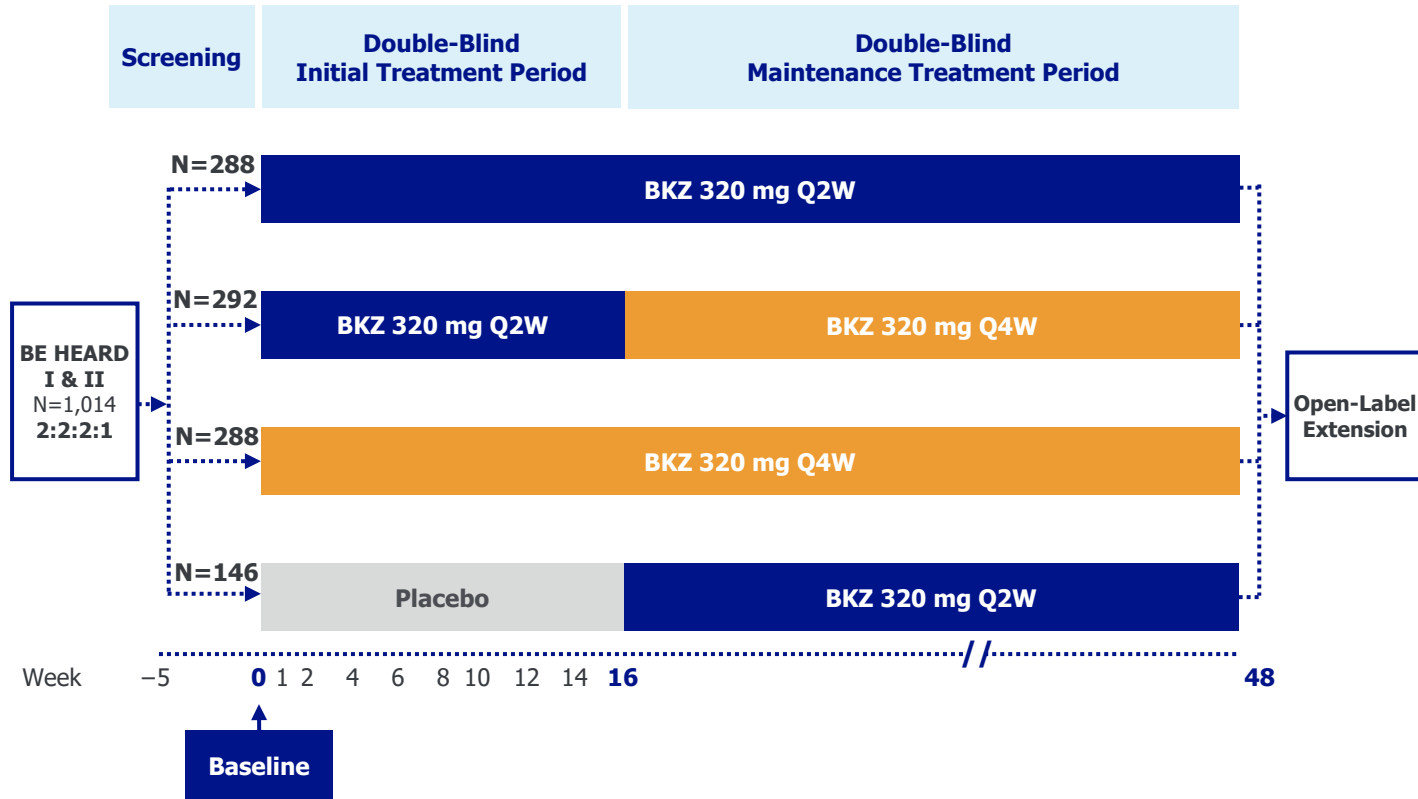 Screening
Double-Blind
Initial Treatment Period
Double-Blind
Maintenance Treatment Period
N=288
BKZ 320 mg Q2W
N=292
BKZ 320 mg Q2W
BKZ 320 mg Q4W
BE HEARD
I & II
N=1,014
2:2:2:1
Open-Label
Extension
N=288
BKZ 320 mg Q4W
N=146
Placebo
BKZ 320 mg Q2W
Week −5 0 1 2 4 6 8 10 12 14 16 48
Baseline